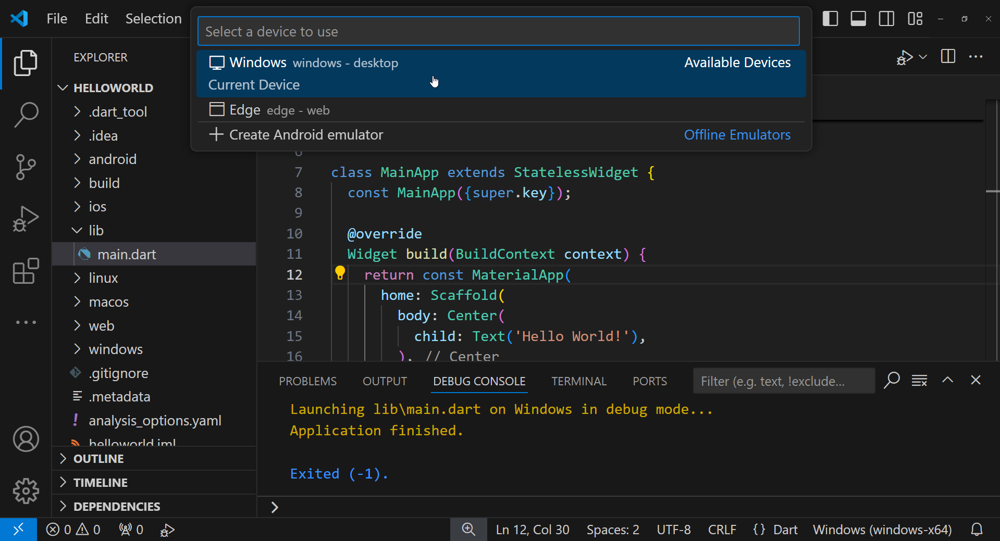 File Edit Selection
Select a device to use
Windows windows - desktop Available Devices
Current Device
Edge edge - web
Create Android emulator Offline Emulators
EXPLORER
HELLOWORLD
.dart_tool
.idea
android
build
ios
lib
main.dart
linux
macos
web
windows
.gitignore
.metadata
! analysis_options.yaml
helloworld.iml
OUTLINE
TIMELINE
DEPENDENCIES
6
7 class MainApp extends StatelessWidget {
8 const MainApp({super.key});
9
10 @override
11 Widget build(BuildContext context) {
12 return const MaterialApp(
13 home: Scaffold(
14 body: Center(
15 child: Text('Hello World!'),
16 ), // Center
PROBLEMS OUTPUT DEBUG CONSOLE TERMINAL PORTS Filter (e.g. text, !exclude...
Launching lib\main.dart on Windows in debug mode...
Application finished.
Exited (-1).
0 0 0 Ln 12, Col 30 Spaces: 2 UTF-8 CRLF {} Dart Windows (windows-x64)